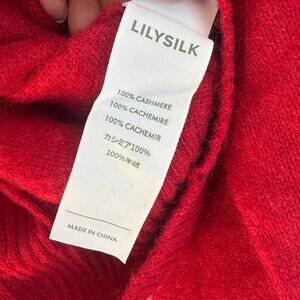 LILYSILK
100% CASHMERE
100% CACHEMIRE
100% CACHEMIR
カシミア100%
100%羊绒
MADE IN CHINA